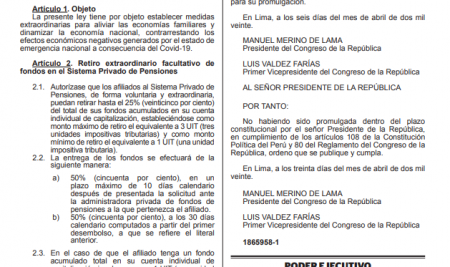 Artículo 1. Objeto
La presente ley tiene por objeto establecer medidas
extraordinarias para aliviar las economías familiares y
dinamizar la economía nacional, contrarrestando los
efectos económicos negativos generados por el estado de
emergencia nacional a consecuencia del Covid-19.
Artículo 2. Retiro extraordinario facultativo de
fondos en el Sistema Privado de Pensiones
2.1. Autorízase que los afiliados al Sistema Privado de
Pensiones, de forma voluntaria y extraordinaria,
puedan retirar hasta el 25% (veinticinco por ciento)
del total de sus fondos acumulados en su cuenta
individual de capitalización, estableciéndose como
monto máximo de retiro el equivalente a 3 UIT (tres
unidades impositivas tributarias) y como monto
mínimo de retiro el equivalente a 1 UIT (una unidad
impositiva tributaria).
2.2. La entrega de los fondos se efectuará de la
siguiente manera:
a) 50% (cincuenta por ciento), en un
plazo máximo de 10 días calendario
después de presentada la solicitud ante
la administradora privada de fondos de
pensiones a la que pertenezca el afiliado.
b) 50% (cincuenta por ciento), a los 30 días
calendario computados a partir del primer
desembolso, a que se refiere el literal
anterior.
2.3. En el caso de que el afiliado tenga un fondo
acumulado total en su cuenta individual de
para su promulgación.
En Lima, a los seis días del mes de abril de dos mil
veinte.
MANUEL MERINO DE LAMA
Presidente del Congreso de la República
LUIS VALDEZ FARÍAS
Primer Vicepresidente del Congreso de la República
AL SEÑOR PRESIDENTE DE LA REPÚBLICA
POR TANTO:
No habiendo sido promulgada dentro del plazo
constitucional por el señor Presidente de la República,
en cumplimiento de los artículos 108 de la Constitución
Política del Perú y 80 del Reglamento del Congreso de la
República, ordeno que se publique y cumpla.
En Lima, a los treinta días del mes de abril de dos mil
veinte.
MANUEL MERINO DE LAMA
Presidente del Congreso de la República
LUIS VALDEZ FARÍAS
Primer Vicepresidente del Congreso de la República
1865958-1
PODER EJECUTIVO